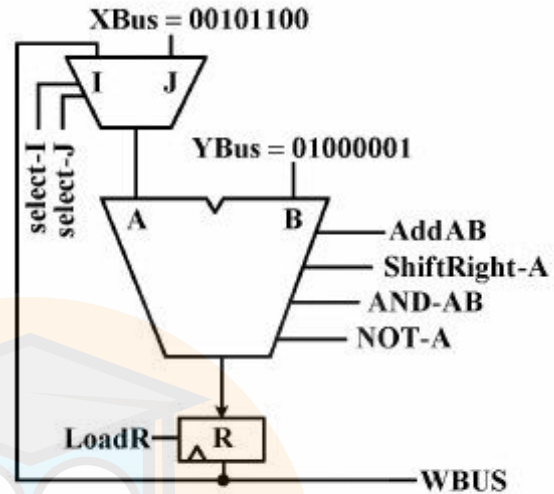 XBus = 00101100
I J
select-I
select-J
YBus = 01000001
A B
AddAB
ShiftRight-A
AND-AB
NOT-A
LoadR R
WBUS